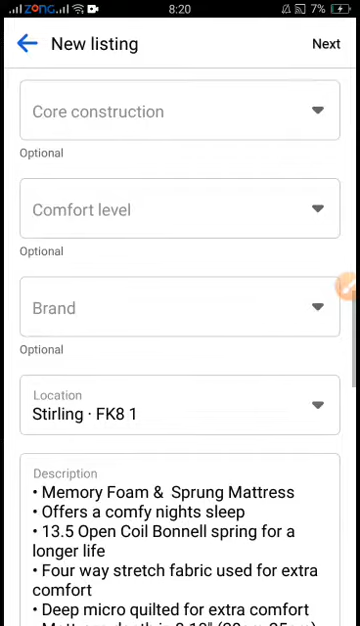 ZONG 8:20 7%
New listing Next
Core construction
Optional
Comfort level
Optional
Brand
Optional
Location
Stirling · FK8 1
Description
• Memory Foam & Sprung Mattress
• Offers a comfy nights sleep
• 13.5 Open Coil Bonnell spring for a
longer life
• Four way stretch fabric used for extra
comfort
• Deep micro quilted for extra comfort